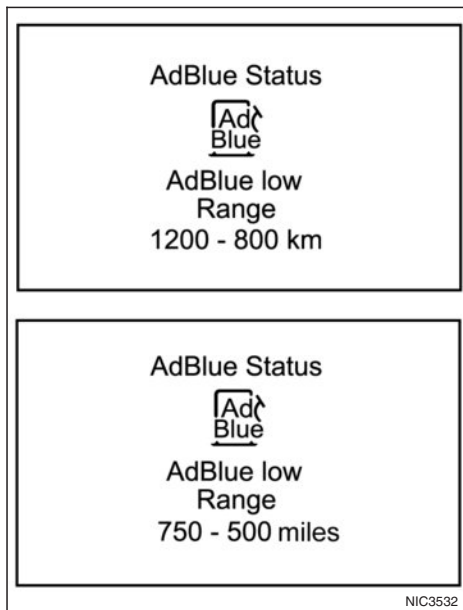 AdBlue Status
Ad
Blue
AdBlue low
Range
1200 - 800 km
AdBlue Status
Ad
Blue
AdBlue low
Range
750 - 500 miles
NIC3532